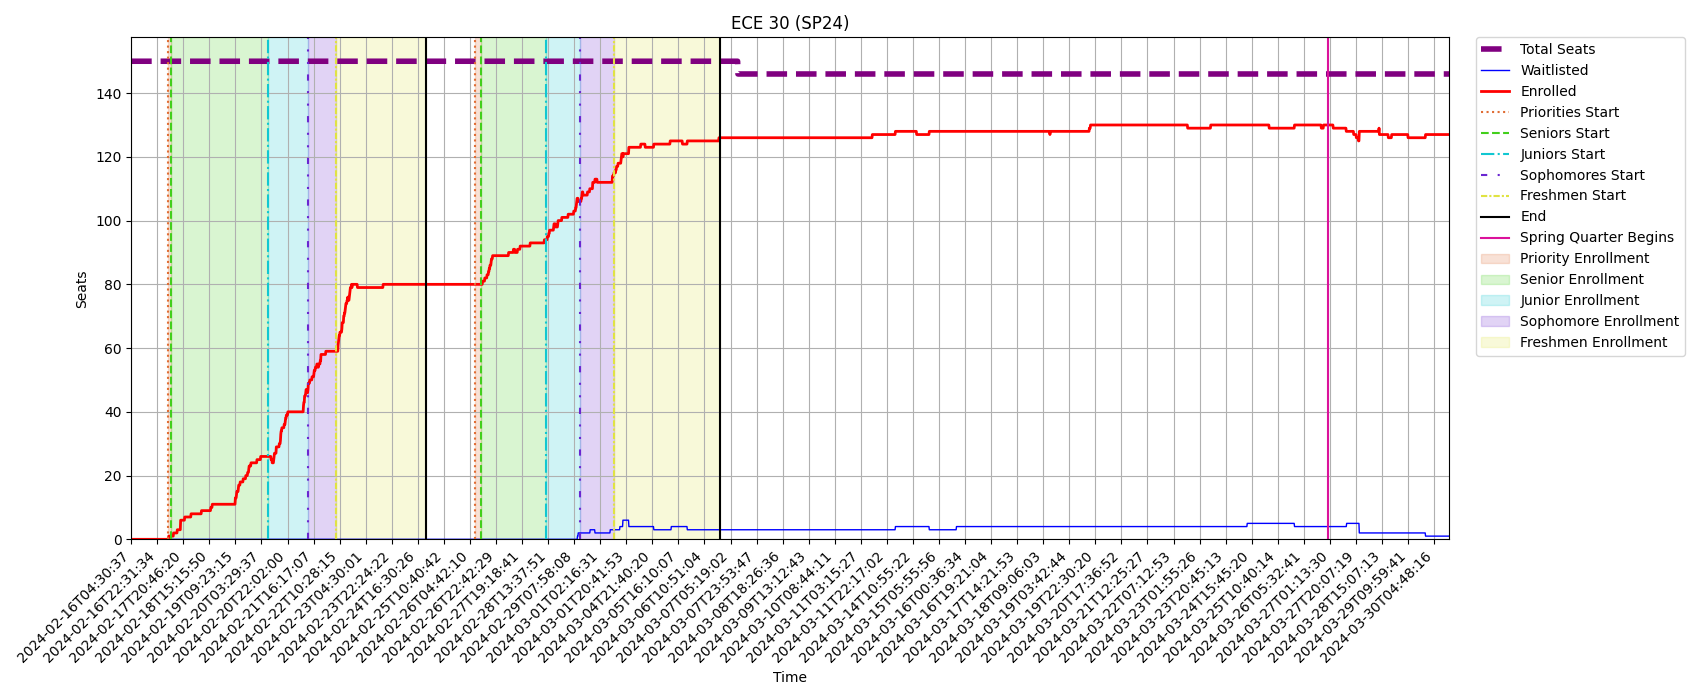 ECE 30 (SP24)
Seats
140
120
100
80
60
40
20
0
2024-02-16T04:30:37
2024-02-16T22:31:34
2024-02-17T20:46:20
2024-02-18T15:15:50
2024-02-19T09:23:15
2024-02-20T03:29:37
2024-02-20T22:02:00
2024-02-21T16:17:07
2024-02-22T10:28:15
2024-02-23T04:30:01
2024-02-23T22:24:22
2024-02-24T16:30:26
2024-02-25T10:40:42
2024-02-26T04:42:10
2024-02-26T22:42:29
2024-02-27T19:18:41
2024-02-28T13:37:51
2024-02-29T07:58:08
2024-03-01T02:16:31
2024-03-01T20:41:53
2024-03-04T21:40:20
2024-03-05T16:10:07
2024-03-06T10:51:04
2024-03-07T05:19:02
2024-03-07T23:53:47
2024-03-08T18:26:36
2024-03-09T13:12:43
2024-03-10T08:44:11
2024-03-11T03:15:27
2024-03-11T22:17:02
2024-03-14T10:55:22
2024-03-15T05:55:56
2024-03-16T00:36:34
2024-03-16T19:21:04
2024-03-17T14:21:53
2024-03-18T09:06:03
2024-03-19T03:42:44
2024-03-19T22:30:20
2024-03-20T17:36:52
2024-03-21T12:25:27
2024-03-22T07:12:53
2024-03-23T01:55:26
2024-03-23T20:45:13
2024-03-24T15:45:20
2024-03-25T10:40:14
2024-03-26T05:32:41
2024-03-27T01:13:30
2024-03-27T20:07:19
2024-03-28T15:07:13
2024-03-29T09:59:41
2024-03-30T04:48:16
Time
Total Seats
Waitlisted
Enrolled
Priorities Start
Seniors Start
Juniors Start
Sophomores Start
Freshmen Start
End
Spring Quarter Begins
Priority Enrollment
Senior Enrollment
Junior Enrollment
Sophomore Enrollment
Freshmen Enrollment